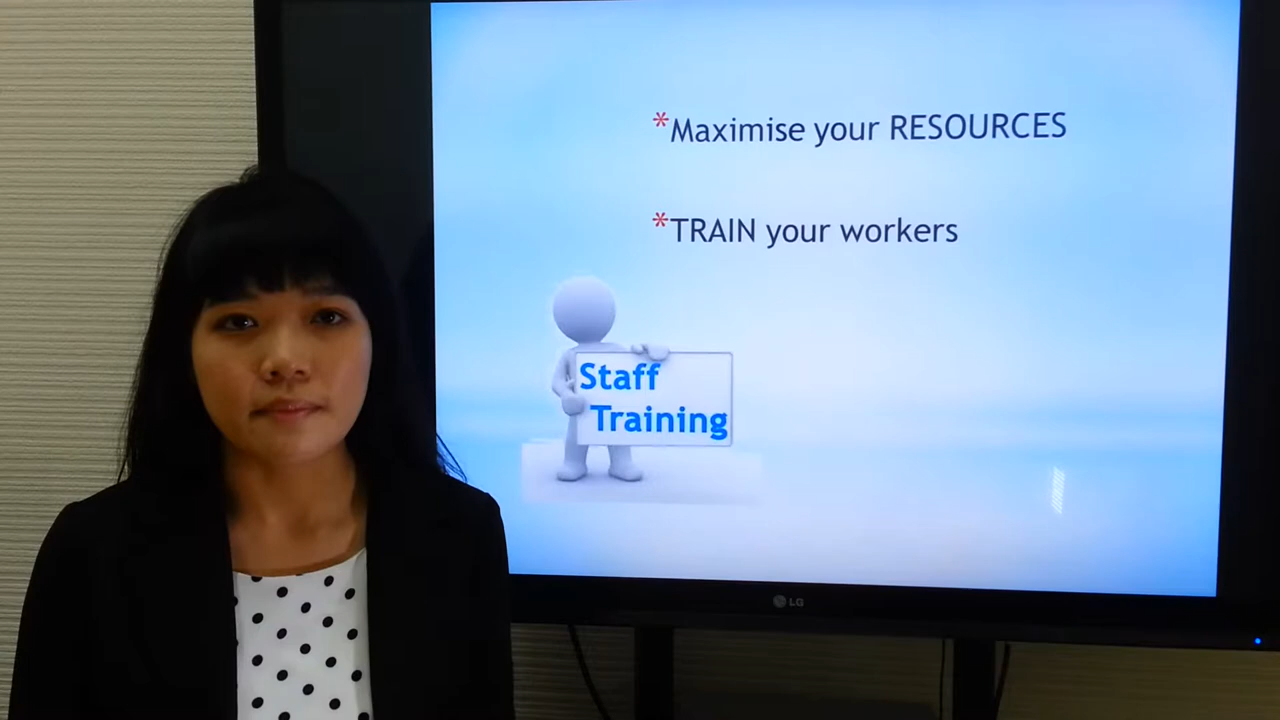 *Maximise your RESOURCES
*TRAIN your workers
Staff
Training
LG